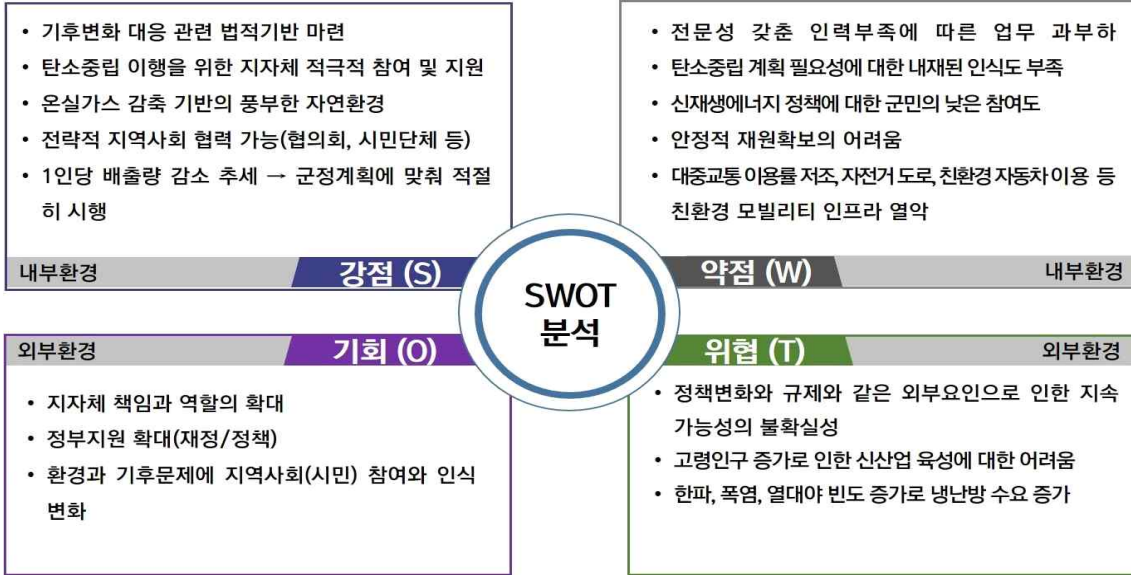 • 기후변화 대응 관련 법적기반 마련
• 탄소중립 이행을 위한 지자체 적극적 참여 및 지원
• 온실가스 감축 기반의 풍부한 자연환경
• 전략적 지역사회 협력 가능(협의회, 시민단체 등)
• 1인당 배출량 감소 추세 → 군정계획에 맞춰 적절
히 시행
내부환경
강점 (S)
• 전문성 갖춘 인력부족에 따른 업무 과부하
• 탄소중립 계획 필요성에 대한 내재된 인식도 부족
• 신재생에너지 정책에 대한 군민의 낮은 참여도
• 안정적 재원확보의 어려움
• 대중교통 이용률 저조, 자전거 도로, 친환경 자동차 이용 등
친환경 모빌리티 인프라 열악
약점 (W)
내부환경
SWOT
분석
외부환경
기회 (O)
• 지자체 책임과 역할의 확대
• 정부지원 확대(재정/정책)
• 환경과 기후문제에 지역사회(시민) 참여와 인식
변화
위협 (T)
외부환경
• 정책변화와 규제와 같은 외부요인으로 인한 지속
가능성의 불확실성
• 고령인구 증가로 인한 신산업 육성에 대한 어려움
• 한파, 폭염, 열대야 빈도 증가로 냉난방 수요 증가